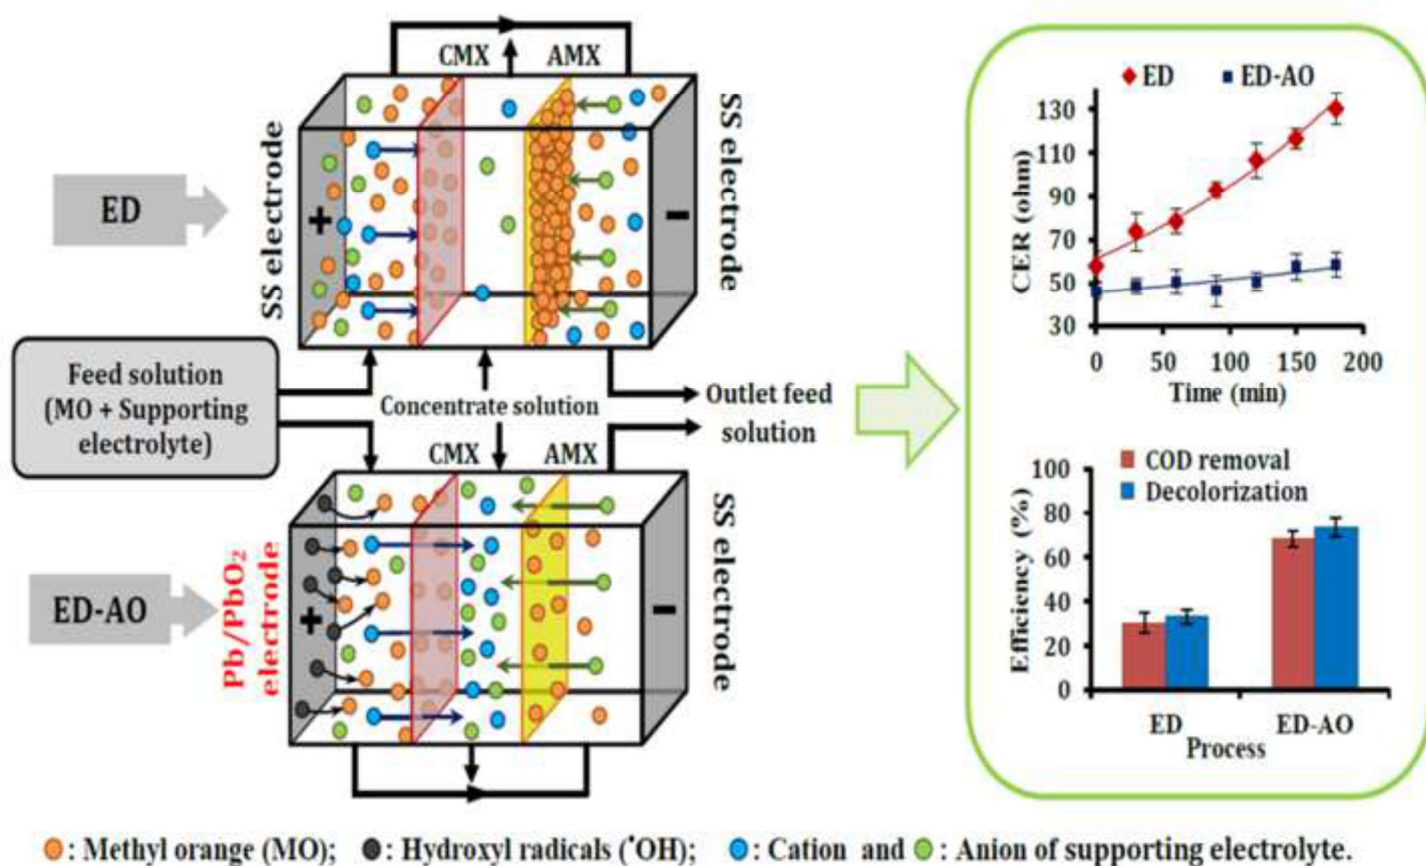 CMX
AMX
SS electrode
SS electrode
ED
+
−
Feed solution
(MO + Supporting
electrolyte)
Concentrate solution
Outlet feed
solution
CMX
AMX
Pb/PbO₂
electrode
SS electrode
ED-AO
+
−
ED
ED-AO
CER (ohm)
130
110
90
70
50
30
0 50 100 150 200
Time (min)
COD removal
Decolorization
Efficiency (%)
100
80
60
40
20
0
ED ED-AO
Process
: Methyl orange (MO); : Hydroxyl radicals (•OH); : Cation and : Anion of supporting electrolyte.